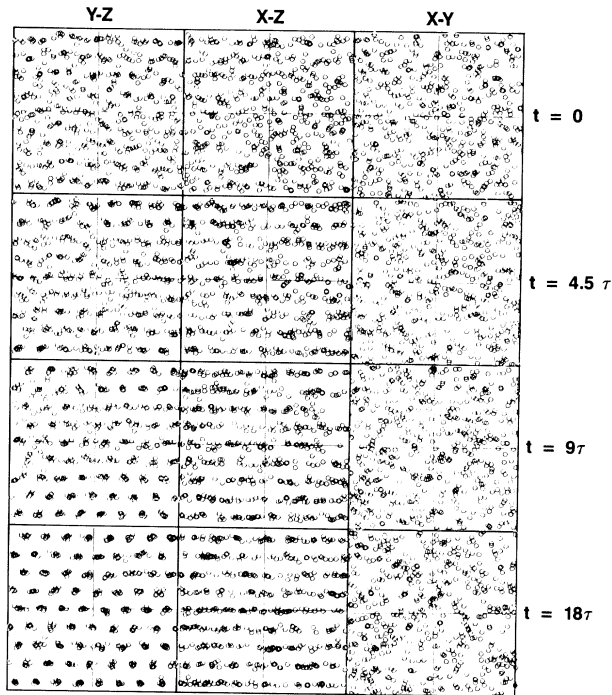 Y-Z X-Z X-Y
t = 0
t = 4.5 τ
t = 9τ
t = 18τ